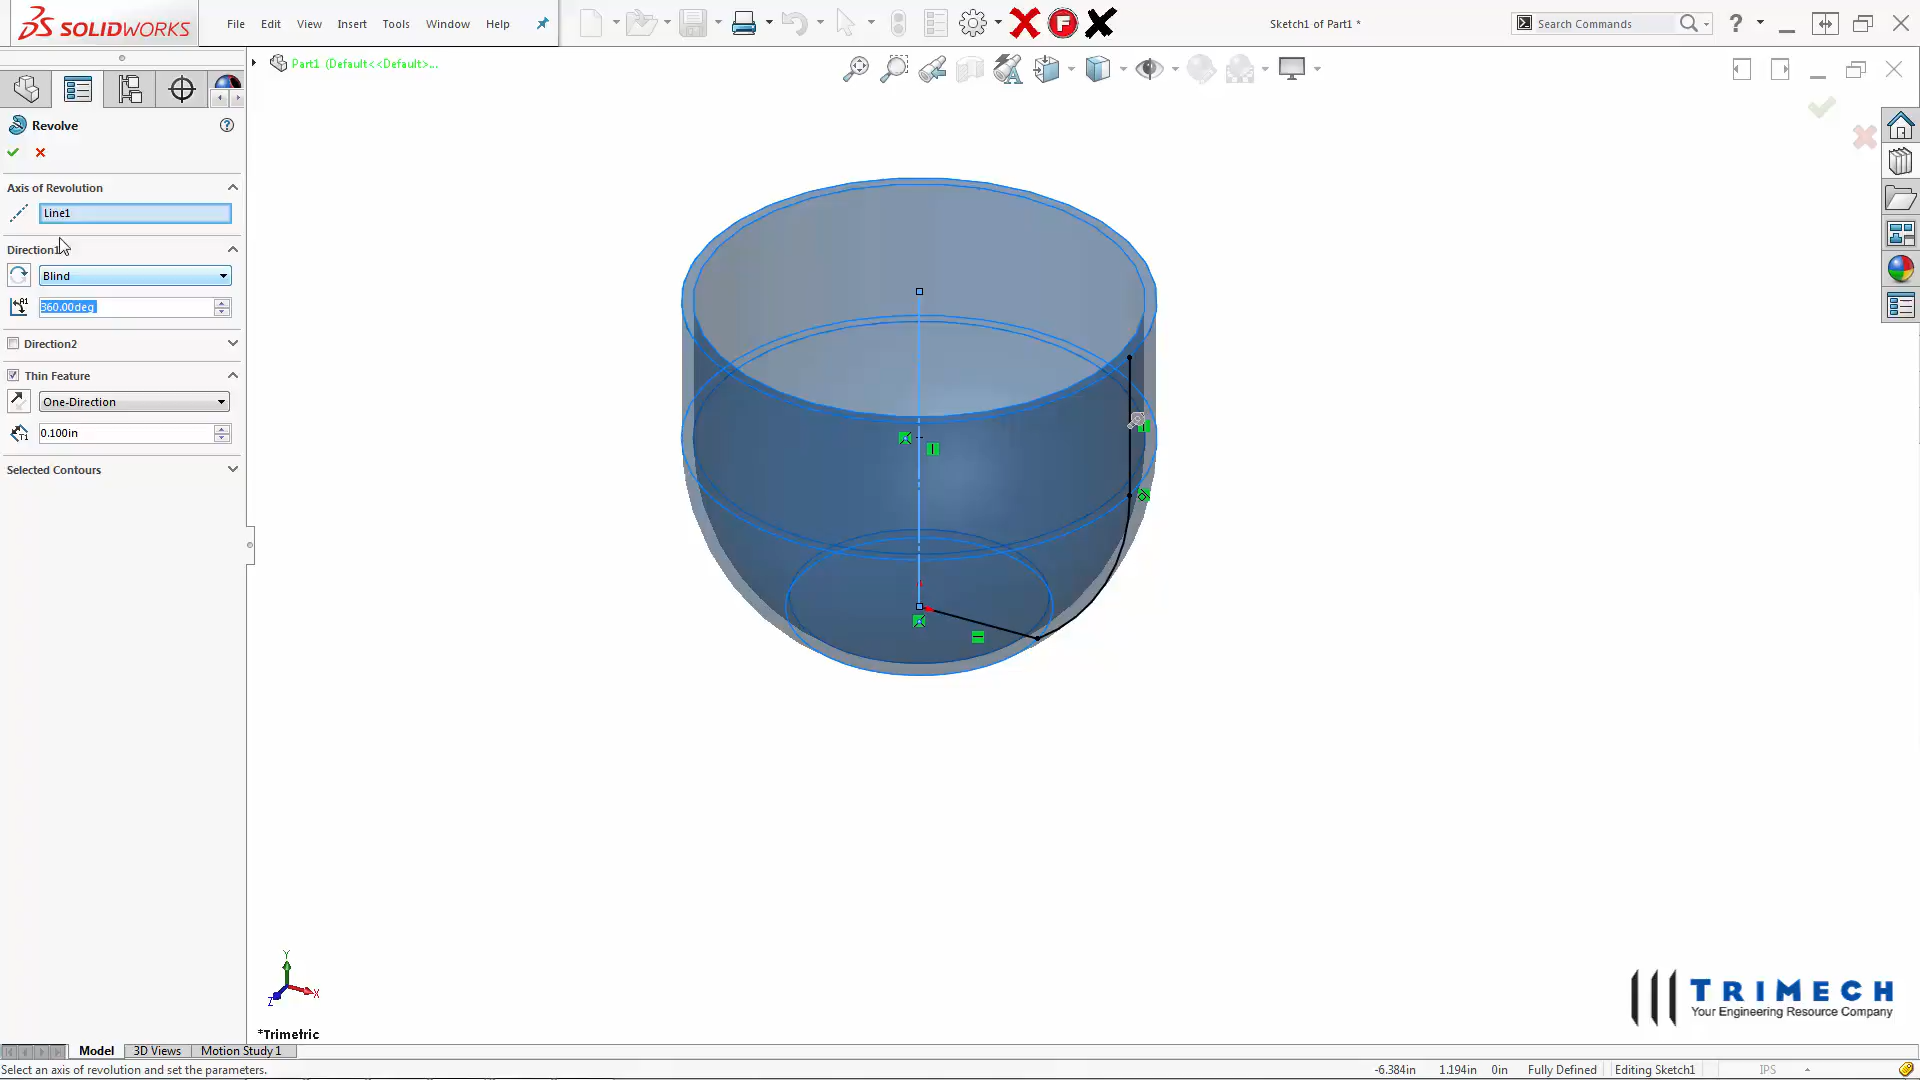 SOLIDWORKS
File Edit View Insert Tools Window Help
Sketch1 of Part1 *
Search Commands
?
Part1 (Default<<Default>...
Revolve
?
Axis of Revolution
Line1
Direction1
Blind
360.00deg
Direction2
Thin Feature
One-Direction
0.100in
Selected Contours
Y
Z
X
*Trimetric
TRIMECH
Your Engineering Resource Company
Model 3D Views Motion Study 1
Select an axis of revolution and set the parameters.
-6.384in 1.194in 0in Fully Defined Editing Sketch1 IPS